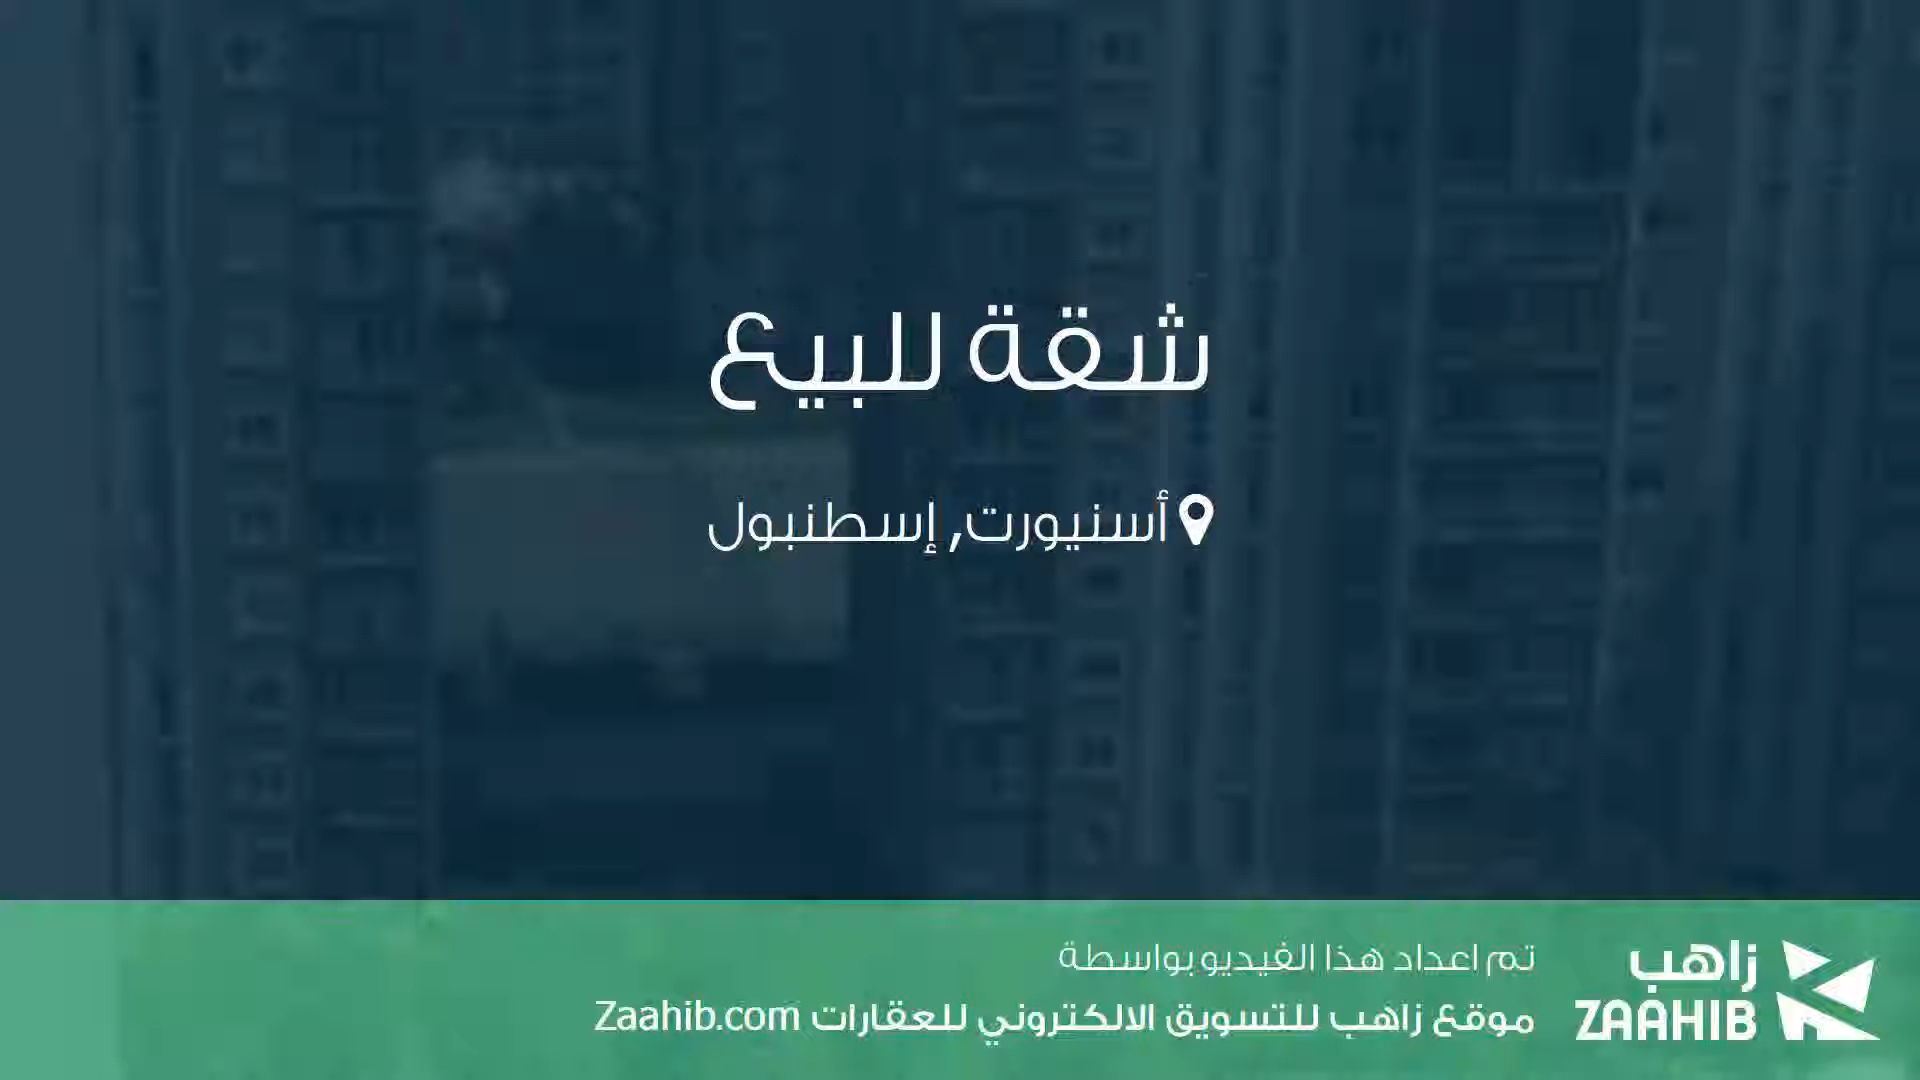 شقة للبيع
أسنيورت, إسطنبول
تم اعداد هذا الفيديو بواسطة
موقع زاهب للتسويق الالكتروني للعقارات Zaahib.com
زاهب
ZAAHIB